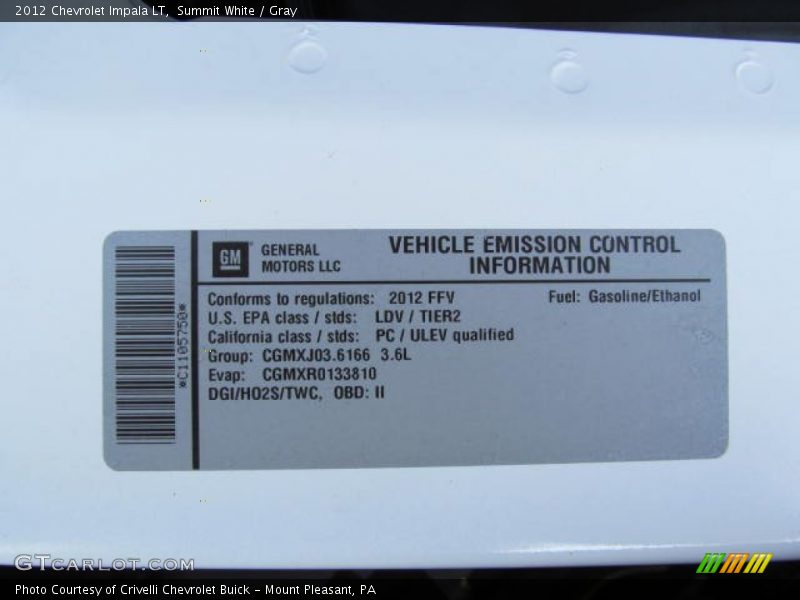 2012 Chevrolet Impala LT,  Summit White / Gray
GM GENERAL MOTORS LLC
VEHICLE EMISSION CONTROL
INFORMATION
Conforms to regulations: 2012 FFV
Fuel: Gasoline/Ethanol
U.S. EPA class / stds: LDV / TIER2
California class / stds: PC / ULEV qualified
Group: CGMXJ03.6166 3.6L
Evap: CGMXR0133810
DGI/HO2S/TWC, OBD: II
*C1105750*
GTcarlot.com
Photo Courtesy of Crivelli Chevrolet Buick - Mount Pleasant, PA